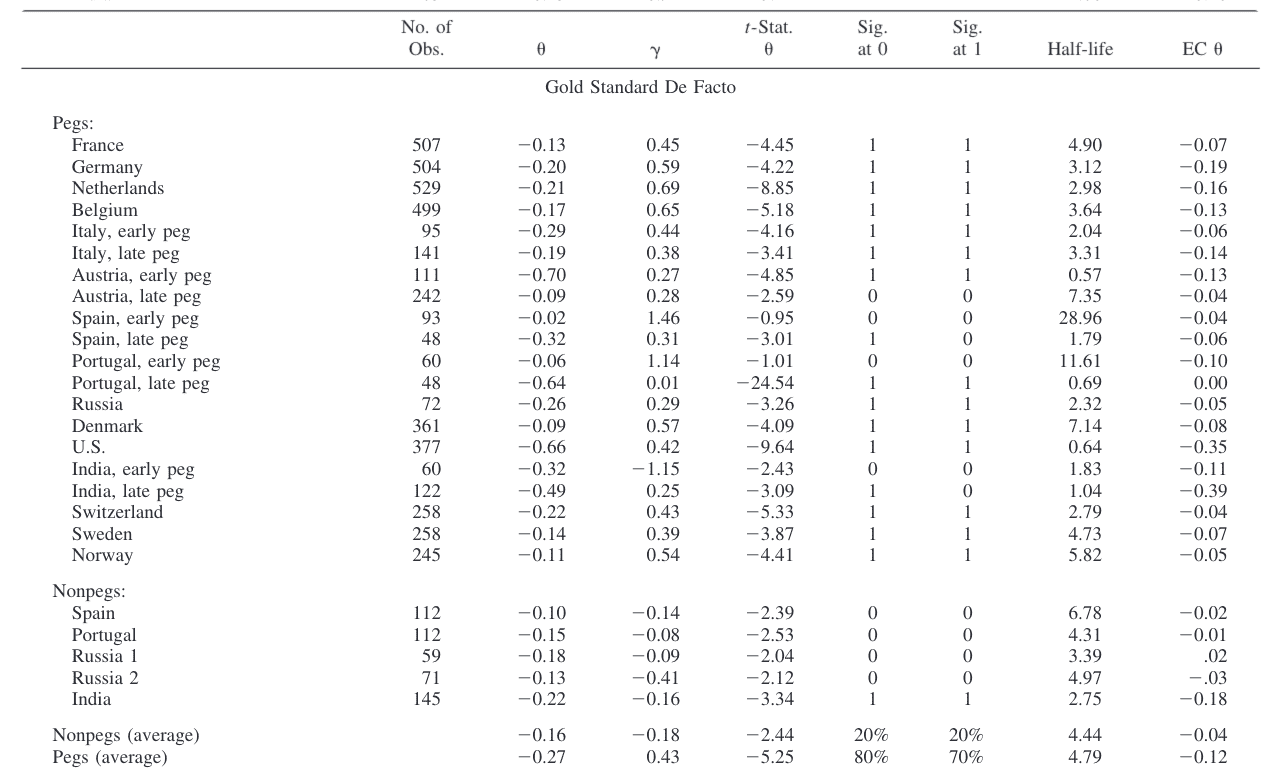 No. of t-Stat. Sig. Sig.
Obs. θ γ θ at 0 at 1 Half-life EC θ
Gold Standard De Facto
Pegs:
France 507 −0.13 0.45 −4.45 1 1 4.90 −0.07
Germany 504 −0.20 0.59 −4.22 1 1 3.12 −0.19
Netherlands 529 −0.21 0.69 −8.85 1 1 2.98 −0.16
Belgium 499 −0.17 0.65 −5.18 1 1 3.64 −0.13
Italy, early peg 95 −0.29 0.44 −4.16 1 1 2.04 −0.06
Italy, late peg 141 −0.19 0.38 −3.41 1 1 3.31 −0.14
Austria, early peg 111 −0.70 0.27 −4.85 1 1 0.57 −0.13
Austria, late peg 242 −0.09 0.28 −2.59 0 0 7.35 −0.04
Spain, early peg 93 −0.02 1.46 −0.95 0 0 28.96 −0.04
Spain, late peg 48 −0.32 0.31 −3.01 1 0 1.79 −0.06
Portugal, early peg 60 −0.06 1.14 −1.01 0 0 11.61 −0.10
Portugal, late peg 48 −0.64 0.01 −24.54 1 1 0.69 0.00
Russia 72 −0.26 0.29 −3.26 1 1 2.32 −0.05
Denmark 361 −0.09 0.57 −4.09 1 1 7.14 −0.08
U.S. 377 −0.66 0.42 −9.64 1 1 0.64 −0.35
India, early peg 60 −0.32 −1.15 −2.43 0 0 1.83 −0.11
India, late peg 122 −0.49 0.25 −3.09 1 0 1.04 −0.39
Switzerland 258 −0.22 0.43 −5.33 1 1 2.79 −0.04
Sweden 258 −0.14 0.39 −3.87 1 1 4.73 −0.07
Norway 245 −0.11 0.54 −4.41 1 1 5.82 −0.05
Nonpegs:
Spain 112 −0.10 −0.14 −2.39 0 0 6.78 −0.02
Portugal 112 −0.15 −0.08 −2.53 0 0 4.31 −0.01
Russia 1 59 −0.18 −0.09 −2.04 0 0 3.39 .02
Russia 2 71 −0.13 −0.41 −2.12 0 0 4.97 −.03
India 145 −0.22 −0.16 −3.34 1 1 2.75 −0.18
Nonpegs (average) −0.16 −0.18 −2.44 20% 20% 4.44 −0.04
Pegs (average) −0.27 0.43 −5.25 80% 70% 4.79 −0.12